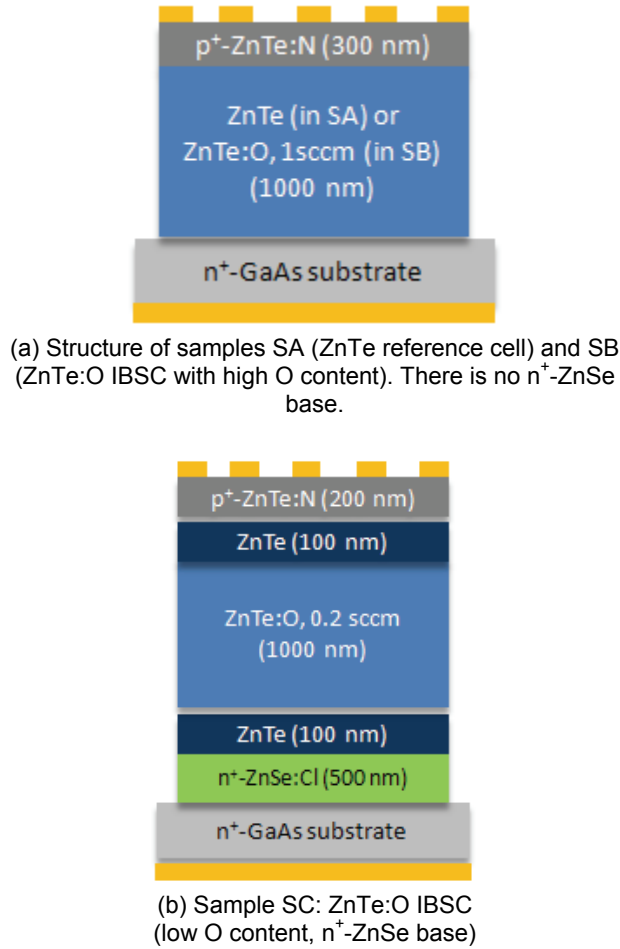 p⁺-ZnTe:N (300 nm)
ZnTe (in SA) or
ZnTe:O, 1sccm (in SB)
(1000 nm)
n⁺-GaAs substrate
(a) Structure of samples SA (ZnTe reference cell) and SB
(ZnTe:O IBSC with high O content). There is no n⁺-ZnSe
base.
p⁺-ZnTe:N (200 nm)
ZnTe (100 nm)
ZnTe:O, 0.2 sccm
(1000 nm)
ZnTe (100 nm)
n⁺-ZnSe:Cl (500 nm)
n⁺-GaAs substrate
(b) Sample SC: ZnTe:O IBSC
(low O content, n⁺-ZnSe base)